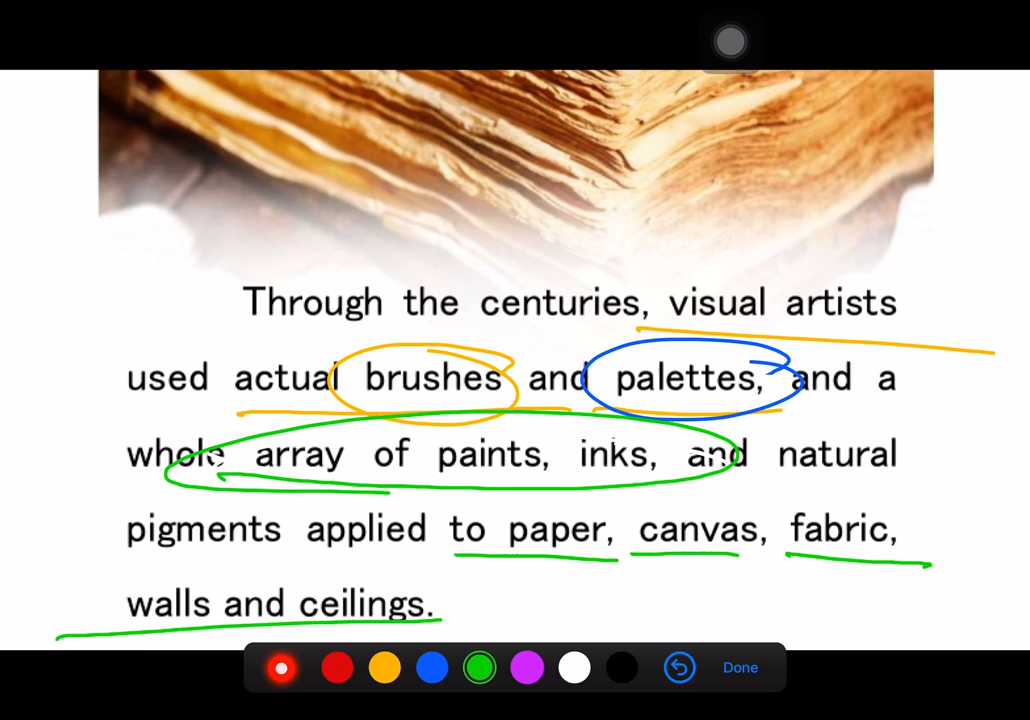 Through the centuries, visual artists
used actual brushes and palettes, and a
whole array of paints, inks, and natural
pigments applied to paper, canvas, fabric,
walls and ceilings.
Done